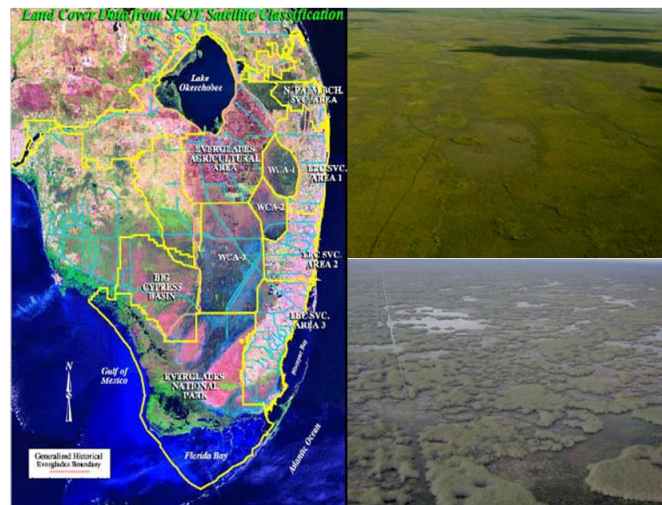 Land Cover Data from SPOT Satellite Classification
Lake
Okeechobee
N. PALM BCH.
SVC. AREA
EVERGLADES
AGRICULTURAL
AREA
WCA-1
LEC SVC.
AREA 1
WCA-2
WCA-3
LEC SVC.
AREA 2
BIG
CYPRESS
BASIN
LEC SVC.
AREA 3
Biscayne Bay
N
Gulf of
Mexico
EVERGLADES
NATIONAL
PARK
Atlantic Ocean
Generalized Historical
Everglades Boundary
Florida Bay